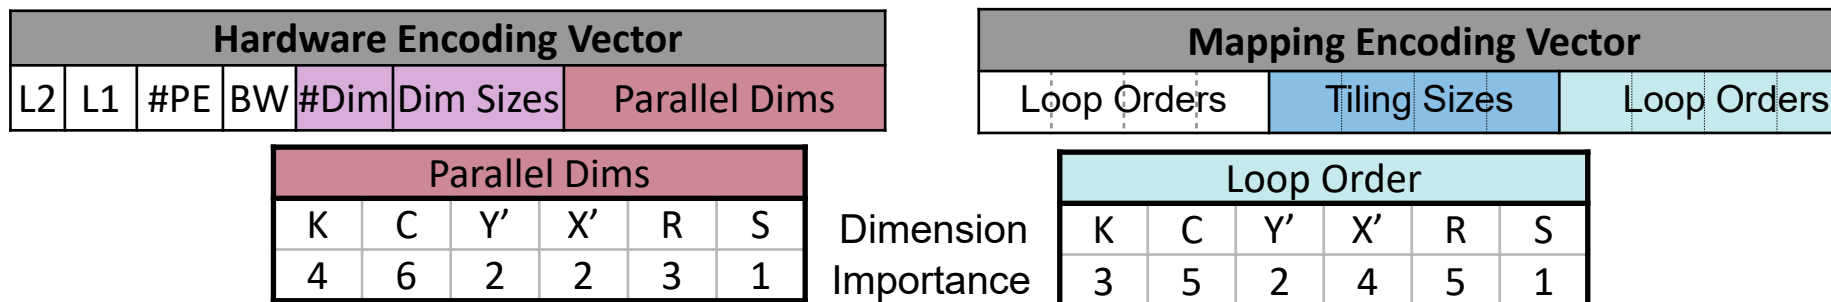 Hardware Encoding Vector
L2 L1 #PE BW #Dim Dim Sizes Parallel Dims
Mapping Encoding Vector
Loop Orders Tiling Sizes Loop Orders
Parallel Dims
K C Y’ X’ R S
4 6 2 2 3 1
Dimension
Importance
Loop Order
K C Y’ X’ R S
3 5 2 4 5 1